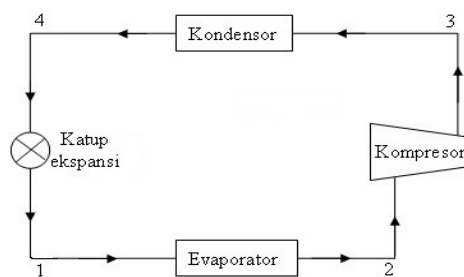 4
Kondensor
3
Katup
ekspansi
Kompresor
1
Evaporator
2